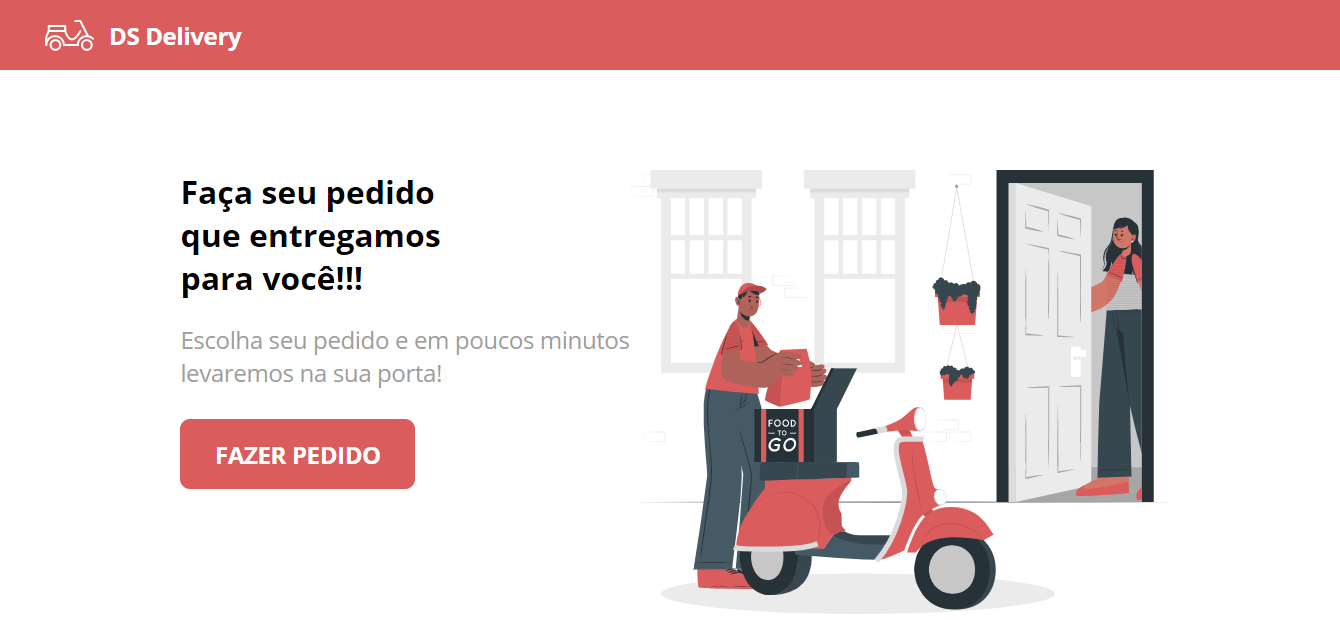 DS Delivery
Faça seu pedido
que entregamos
para você!!!
Escolha seu pedido e em poucos minutos
levaremos na sua porta!
FAZER PEDIDO
FOOD
TO
GO